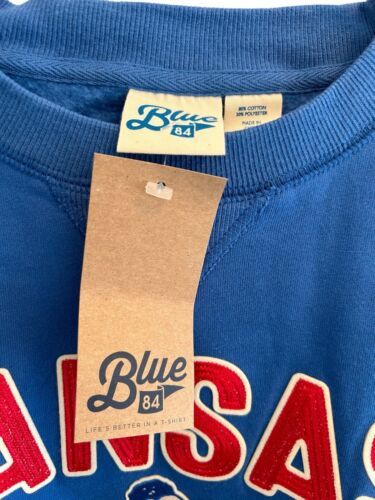 Blue
84
80% COTTON
20% POLYESTER
MADE IN
Blue
84
LIFE'S BETTER IN A T-SHIRT
ANSAS